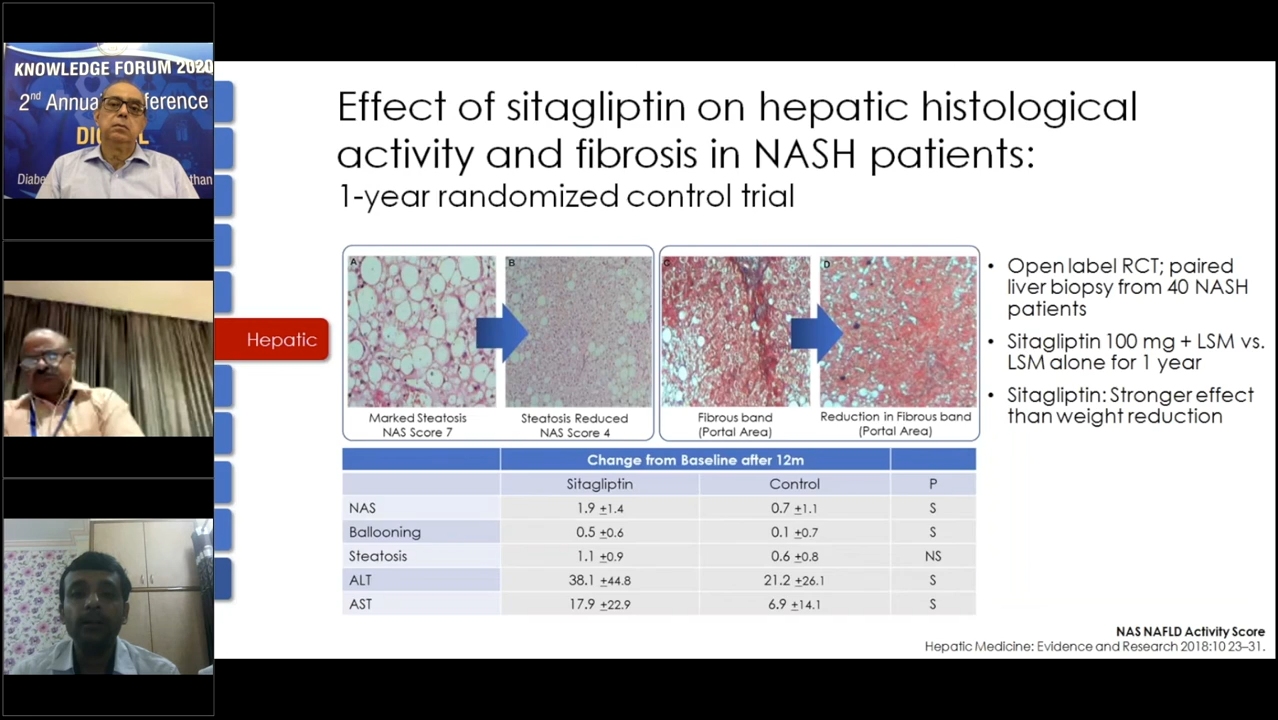 KNOWLEDGE FORUM 2020
2nd Annual
ference
Effect of sitagliptin on hepatic histological
activity and fibrosis in NASH patients:
1-year randomized control trial
Hepatic
A
B
C
D
Marked Steatosis
NAS Score 7
Steatosis Reduced
NAS Score 4
Fibrous band
(Portal Area)
Reduction in Fibrous band
(Portal Area)
• Open label RCT; paired
liver biopsy from 40 NASH
patients
• Sitagliptin 100 mg + LSM vs.
LSM alone for 1 year
• Sitagliptin: Stronger effect
than weight reduction
Change from Baseline after 12m
Sitagliptin Control P
NAS 1.9 ±1.4 0.7 ±1.1 S
Ballooning 0.5 ±0.6 0.1 ±0.7 S
Steatosis 1.1 ±0.9 0.6 ±0.8 NS
ALT 38.1 ±44.8 21.2 ±26.1 S
AST 17.9 ±22.9 6.9 ±14.1 S
NAS NAFLD Activity Score
Hepatic Medicine: Evidence and Research 2018:10 23–31.